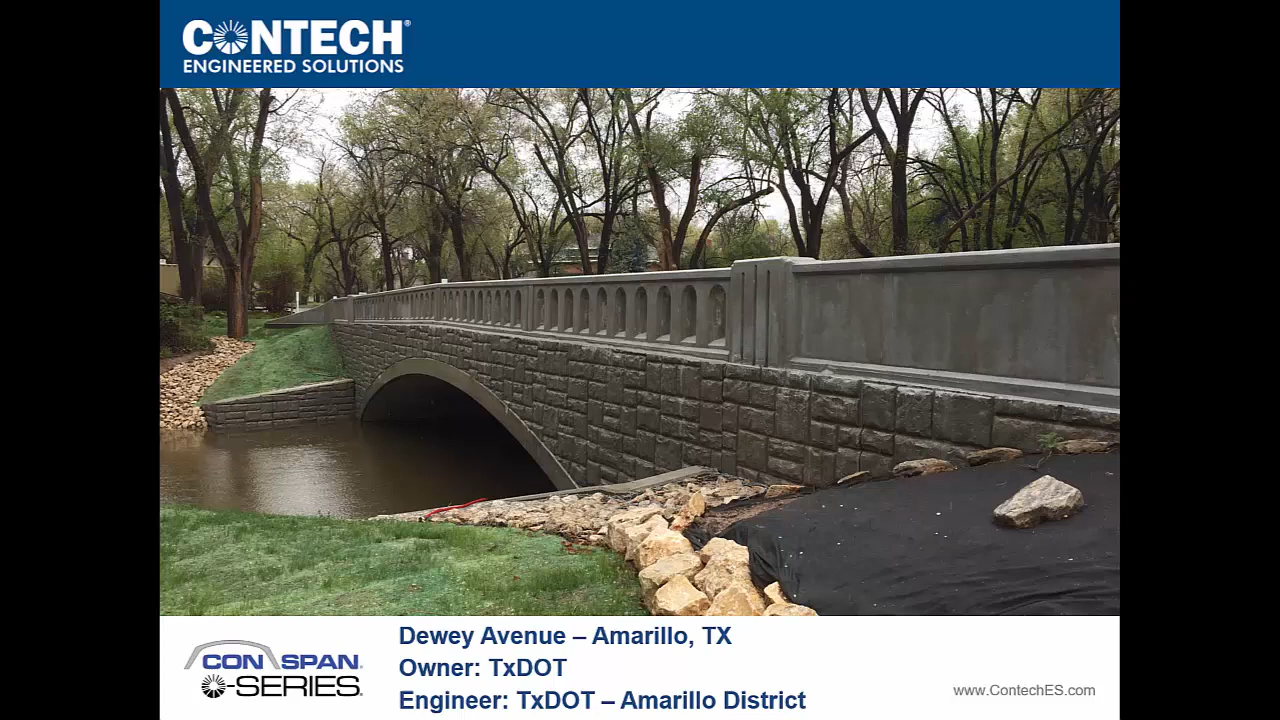 CONTECH®
ENGINEERED SOLUTIONS
Dewey Avenue – Amarillo, TX
Owner: TxDOT
Engineer: TxDOT – Amarillo District
CON SPAN®
O-SERIES®
www.ContechES.com